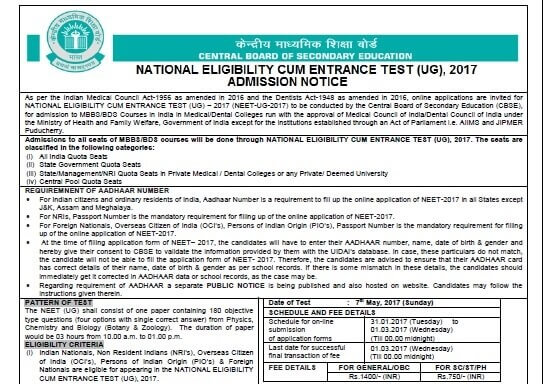 केन्द्रीय माध्यमिक शिक्षा बोर्ड
CENTRAL BOARD OF SECONDARY EDUCATION
NATIONAL ELIGIBILITY CUM ENTRANCE TEST (UG), 2017
ADMISSION NOTICE
As per the Indian Medical Council Act-1956 as amended in 2016 and the Dentists Act-1948 as amended in 2016, online applications are invited for
NATIONAL ELIGIBILITY CUM ENTRANCE TEST (UG) – 2017 (NEET-UG-2017) to be conducted by the Central Board of Secondary Education (CBSE),
for admission to MBBS/BDS Courses in India in Medical/Dental Colleges run with the approval of Medical Council of India/Dental Council of India under
the Ministry of Health and Family Welfare, Government of India except for the institutions established through an Act of Parliament i.e. AIIMS and JIPMER
Puducherry.
Admissions to all seats of MBBS/BDS courses will be done through NATIONAL ELIGIBILITY CUM ENTRANCE TEST (UG), 2017. The seats are
classified in the following categories:
(i) All India Quota Seats
(ii) State Government Quota Seats
(iii) State/Management/NRI Quota Seats in Private Medical / Dental Colleges or any Private/ Deemed University
(iv) Central Pool Quota Seats
REQUIREMNENT OF AADHAAR NUMBER
• For Indian citizens and ordinary residents of India, Aadhaar Number is a requirement to fill up the online application of NEET-2017 in all States except
J&K, Assam and Meghalaya.
• For NRIs, Passport Number is the mandatory requirement for filling up of the online application of NEET-2017.
• For Foreign Nationals, Overseas Citizen of India (OCI's), Persons of Indian Origin (PIO's), Passport Number is the mandatory requirement for filling
up of the online application of NEET-2017.
• At the time of filling application form of NEET– 2017, the candidates will have to enter their AADHAAR number, name, date of birth & gender and
hereby give their consent to CBSE to validate the information provided by them with the UIDAI's database. In case, these particulars do not match,
the candidate will not be able to fill the application form of NEET- 2017. Therefore, the candidates are advised to ensure that their AADHAAR card
has correct details of their name, date of birth & gender as per school records. If there is some mismatch in these details, the candidates should
immediately get it corrected in AADHAAR data or school records, as the case may be.
• Regarding requirement of AADHAAR a separate PUBLIC NOTICE is being published and also hosted on website. Candidates may follow the
instructions given therein.
PATTERN OF TEST
The NEET (UG) shall consist of one paper containing 180 objective
type questions (four options with single correct answer) from Physics,
Chemistry and Biology (Botany & Zoology). The duration of paper
would be 03 hours from 10.00 a.m. to 01.00 p.m.
ELIGIBILITY CRITERIA
(i) Indian Nationals, Non Resident Indians (NRI's), Overseas Citizen
of India (OCI's), Persons of Indian Origin (PIO's) & Foreign
Nationals are eligible for appearing in the NATIONAL ELIGIBILITY
CUM ENTRANCE TEST (UG), 2017.
Date of Test : 7th May, 2017 (Sunday)
SCHEDULE AND FEE DETAILS
Schedule for on-line submission of application forms
31.01.2017 (Tuesday) to 01.03.2017 (Wednesday) (Till 00.00 midnight)
Last date for successful final transaction of fee
01.03.2017 (Wednesday) (Till 00.00 midnight)
FEE DETAILS
FOR GENERAL/OBC
FOR SC/ST/PH
Rs.1400/- (INR)
Rs.750/- (INR)